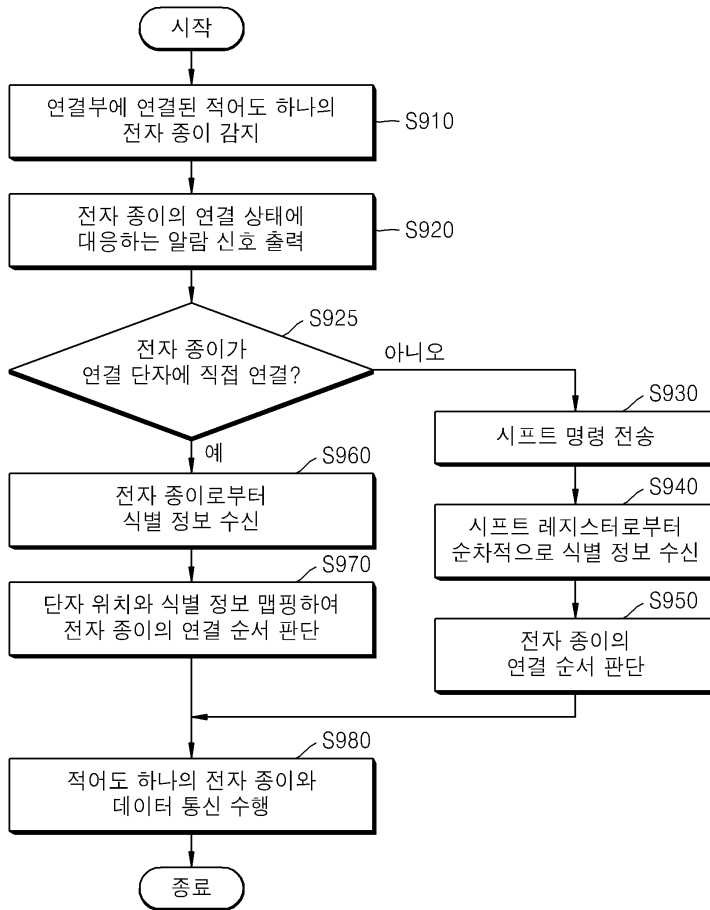 시작
연결부에 연결된 적어도 하나의
전자 종이 감지
S910
전자 종이의 연결 상태에
대응하는 알람 신호 출력
S920
S925
전자 종이가
연결 단자에 직접 연결?
아니오
예
S930
시프트 명령 전송
S960
전자 종이로부터
식별 정보 수신
S940
시프트 레지스터로부터
순차적으로 식별 정보 수신
S970
단자 위치와 식별 정보 맵핑하여
전자 종이의 연결 순서 판단
S950
전자 종이의
연결 순서 판단
S980
적어도 하나의 전자 종이와
데이터 통신 수행
종료